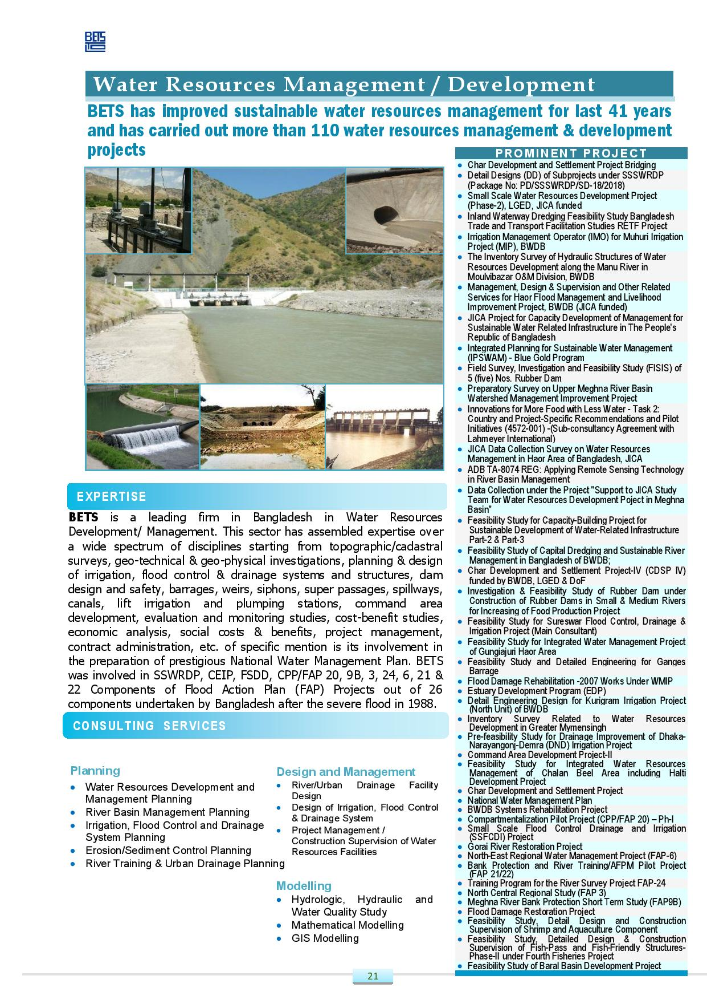 BETS
LTD
Water Resources Management / Development
BETS has improved sustainable water resources management for last 41 years
and has carried out more than 110 water resources management & development
projects
EXPERTISE
BETS is a leading firm in Bangladesh in Water Resources
Development/ Management. This sector has assembled expertise over
a wide spectrum of disciplines starting from topographic/cadastral
surveys, geo-technical & geo-physical investigations, planning & design
of irrigation, flood control & drainage systems and structures, dam
design and safety, barrages, weirs, siphons, super passages, spillways,
canals, lift irrigation and plumping stations, command area
development, evaluation and monitoring studies, cost-benefit studies,
economic analysis, social costs & benefits, project management,
contract administration, etc. of specific mention is its involvement in
the preparation of prestigious National Water Management Plan. BETS
was involved in SSWRDP, CEIP, FSDD, CPP/FAP 20, 9B, 3, 24, 6, 21 &
22 Components of Flood Action Plan (FAP) Projects out of 26
components undertaken by Bangladesh after the severe flood in 1988.
CONSULTING SERVICES
Planning
• Water Resources Development and
Management Planning
• River Basin Management Planning
• Irrigation, Flood Control and Drainage
System Planning
• Erosion/Sediment Control Planning
• River Training & Urban Drainage Planning
Design and Management
• River/Urban Drainage Facility
Design
• Design of Irrigation, Flood Control
& Drainage System
• Project Management /
Construction Supervision of Water
Resources Facilities
Modelling
• Hydrologic, Hydraulic and
Water Quality Study
• Mathematical Modelling
• GIS Modelling
PROMINENT PROJECT
• Char Development and Settlement Project Bridging
• Detail Designs (DD) of Subprojects under SSSWRDP
(Package No: PD/SSSWRDP/SD-18/2018)
• Small Scale Water Resources Development Project
(Phase-2), LGED, JICA funded
• Inland Waterway Dredging Feasibility Study Bangladesh
Trade and Transport Facilitation Studies RETF Project
• Irrigation Management Operator (IMO) for Muhuri Irrigation
Project (MIP), BWDB
• The Inventory Survey of Hydraulic Structures of Water
Resources Development along the Manu River in
Moulvibazar O&M Division, BWDB
• Management, Design & Supervision and Other Related
Services for Haor Flood Management and Livelihood
Improvement Project, BWDB (JICA funded)
• JICA Project for Capacity Development of Management for
Sustainable Water Related Infrastructure in The People's
Republic of Bangladesh
• Integrated Planning for Sustainable Water Management
(IPSWAM) - Blue Gold Program
• Field Survey, Investigation and Feasibility Study (FISIS) of
5 (five) Nos. Rubber Dam
• Preparatory Survey on Upper Meghna River Basin
Watershed Management Improvement Project
• Innovations for More Food with Less Water - Task 2:
Country and Project-Specific Recommendations and Pilot
Initiatives (4572-001) -(Sub-consultancy Agreement with
Lahmeyer International)
• JICA Data Collection Survey on Water Resources
Management in Haor Area of Bangladesh, JICA
• ADB TA-8074 REG: Applying Remote Sensing Technology
in River Basin Management
• Data Collection under the Project "Support to JICA Study
Team for Water Resources Development Poject in Meghna
Basin"
• Feasibility Study for Capacity-Building Project for
Sustainable Development of Water-Related Infrastructure
Part-2 & Part-3
• Feasibility Study of Capital Dredging and Sustainable River
Management in Bangladesh of BWDB;
• Char Development and Settlement Project-IV (CDSP IV)
funded by BWDB, LGED & DoF
• Investigation & Feasibility Study of Rubber Dam under
Construction of Rubber Dams in Small & Medium Rivers
for Increasing of Food Production Project
• Feasibility Study for Sureswar Flood Control, Drainage &
Irrigation Project (Main Consultant)
• Feasibility Study for Integrated Water Management Project
of Gungiajuri Haor Area
• Feasibility Study and Detailed Engineering for Ganges
Barrage
• Flood Damage Rehabilitation -2007 Works Under WMIP
• Estuary Development Program (EDP)
• Detail Engineering Design for Kurigram Irrigation Project
(North Unit) of BWDB
• Inventory Survey Related to Water Resources
Development in Greater Mymensingh
• Pre-feasibility Study for Drainage Improvement of Dhaka-
Narayangonj-Demra (DND) Irrigation Project
• Command Area Development Project-II
• Feasibility Study for Integrated Water Resources
Management of Chalan Beel Area including Halti
Development Project
• Char Development and Settlement Project
• National Water Management Plan
• BWDB Systems Rehabilitation Project
• Compartmentalization Pilot Project (CPP/FAP 20) – Ph-I
• Small Scale Flood Control Drainage and Irrigation
(SSFCDI) Project
• Gorai River Restoration Project
• North-East Regional Water Management Project (FAP-6)
• Bank Protection and River Training/AFPM Pilot Project
(FAP 21/22)
• Training Program for the River Survey Project FAP-24
• North Central Regional Study (FAP 3)
• Meghna River Bank Protection Short Term Study (FAP9B)
• Flood Damage Restoration Project
• Feasibility Study, Detail Design and Construction
Supervision of Shrimp and Aquaculture Component
• Feasibility Study, Detailed Design & Construction
Supervision of Fish-Pass and Fish-Friendly Structures-
Phase-II under Fourth Fisheries Project
• Feasibility Study of Baral Basin Development Project
21